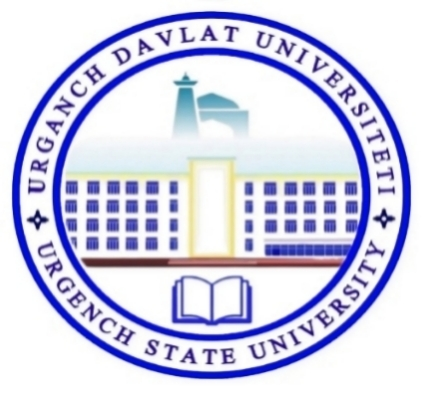 URGANCH DAVLAT UNIVERSITETI
URGENCH STATE UNIVERSITY